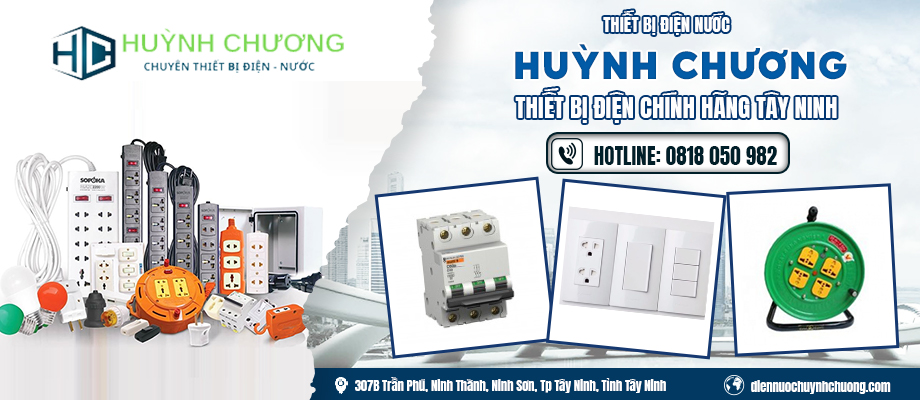 HC
HUỲNH CHƯƠNG
CHUYÊN THIẾT BỊ ĐIỆN - NƯỚC
THIẾT BỊ ĐIỆN NƯỚC
HUỲNH CHƯƠNG
THIẾT BỊ ĐIỆN CHÍNH HÃNG TÂY NINH
HOTLINE: 0818 050 982
SOPOKA
307B Trần Phú, Ninh Thành, Ninh Sơn, Tp Tây Ninh, Tỉnh Tây Ninh
diennuochuynhchuong.com